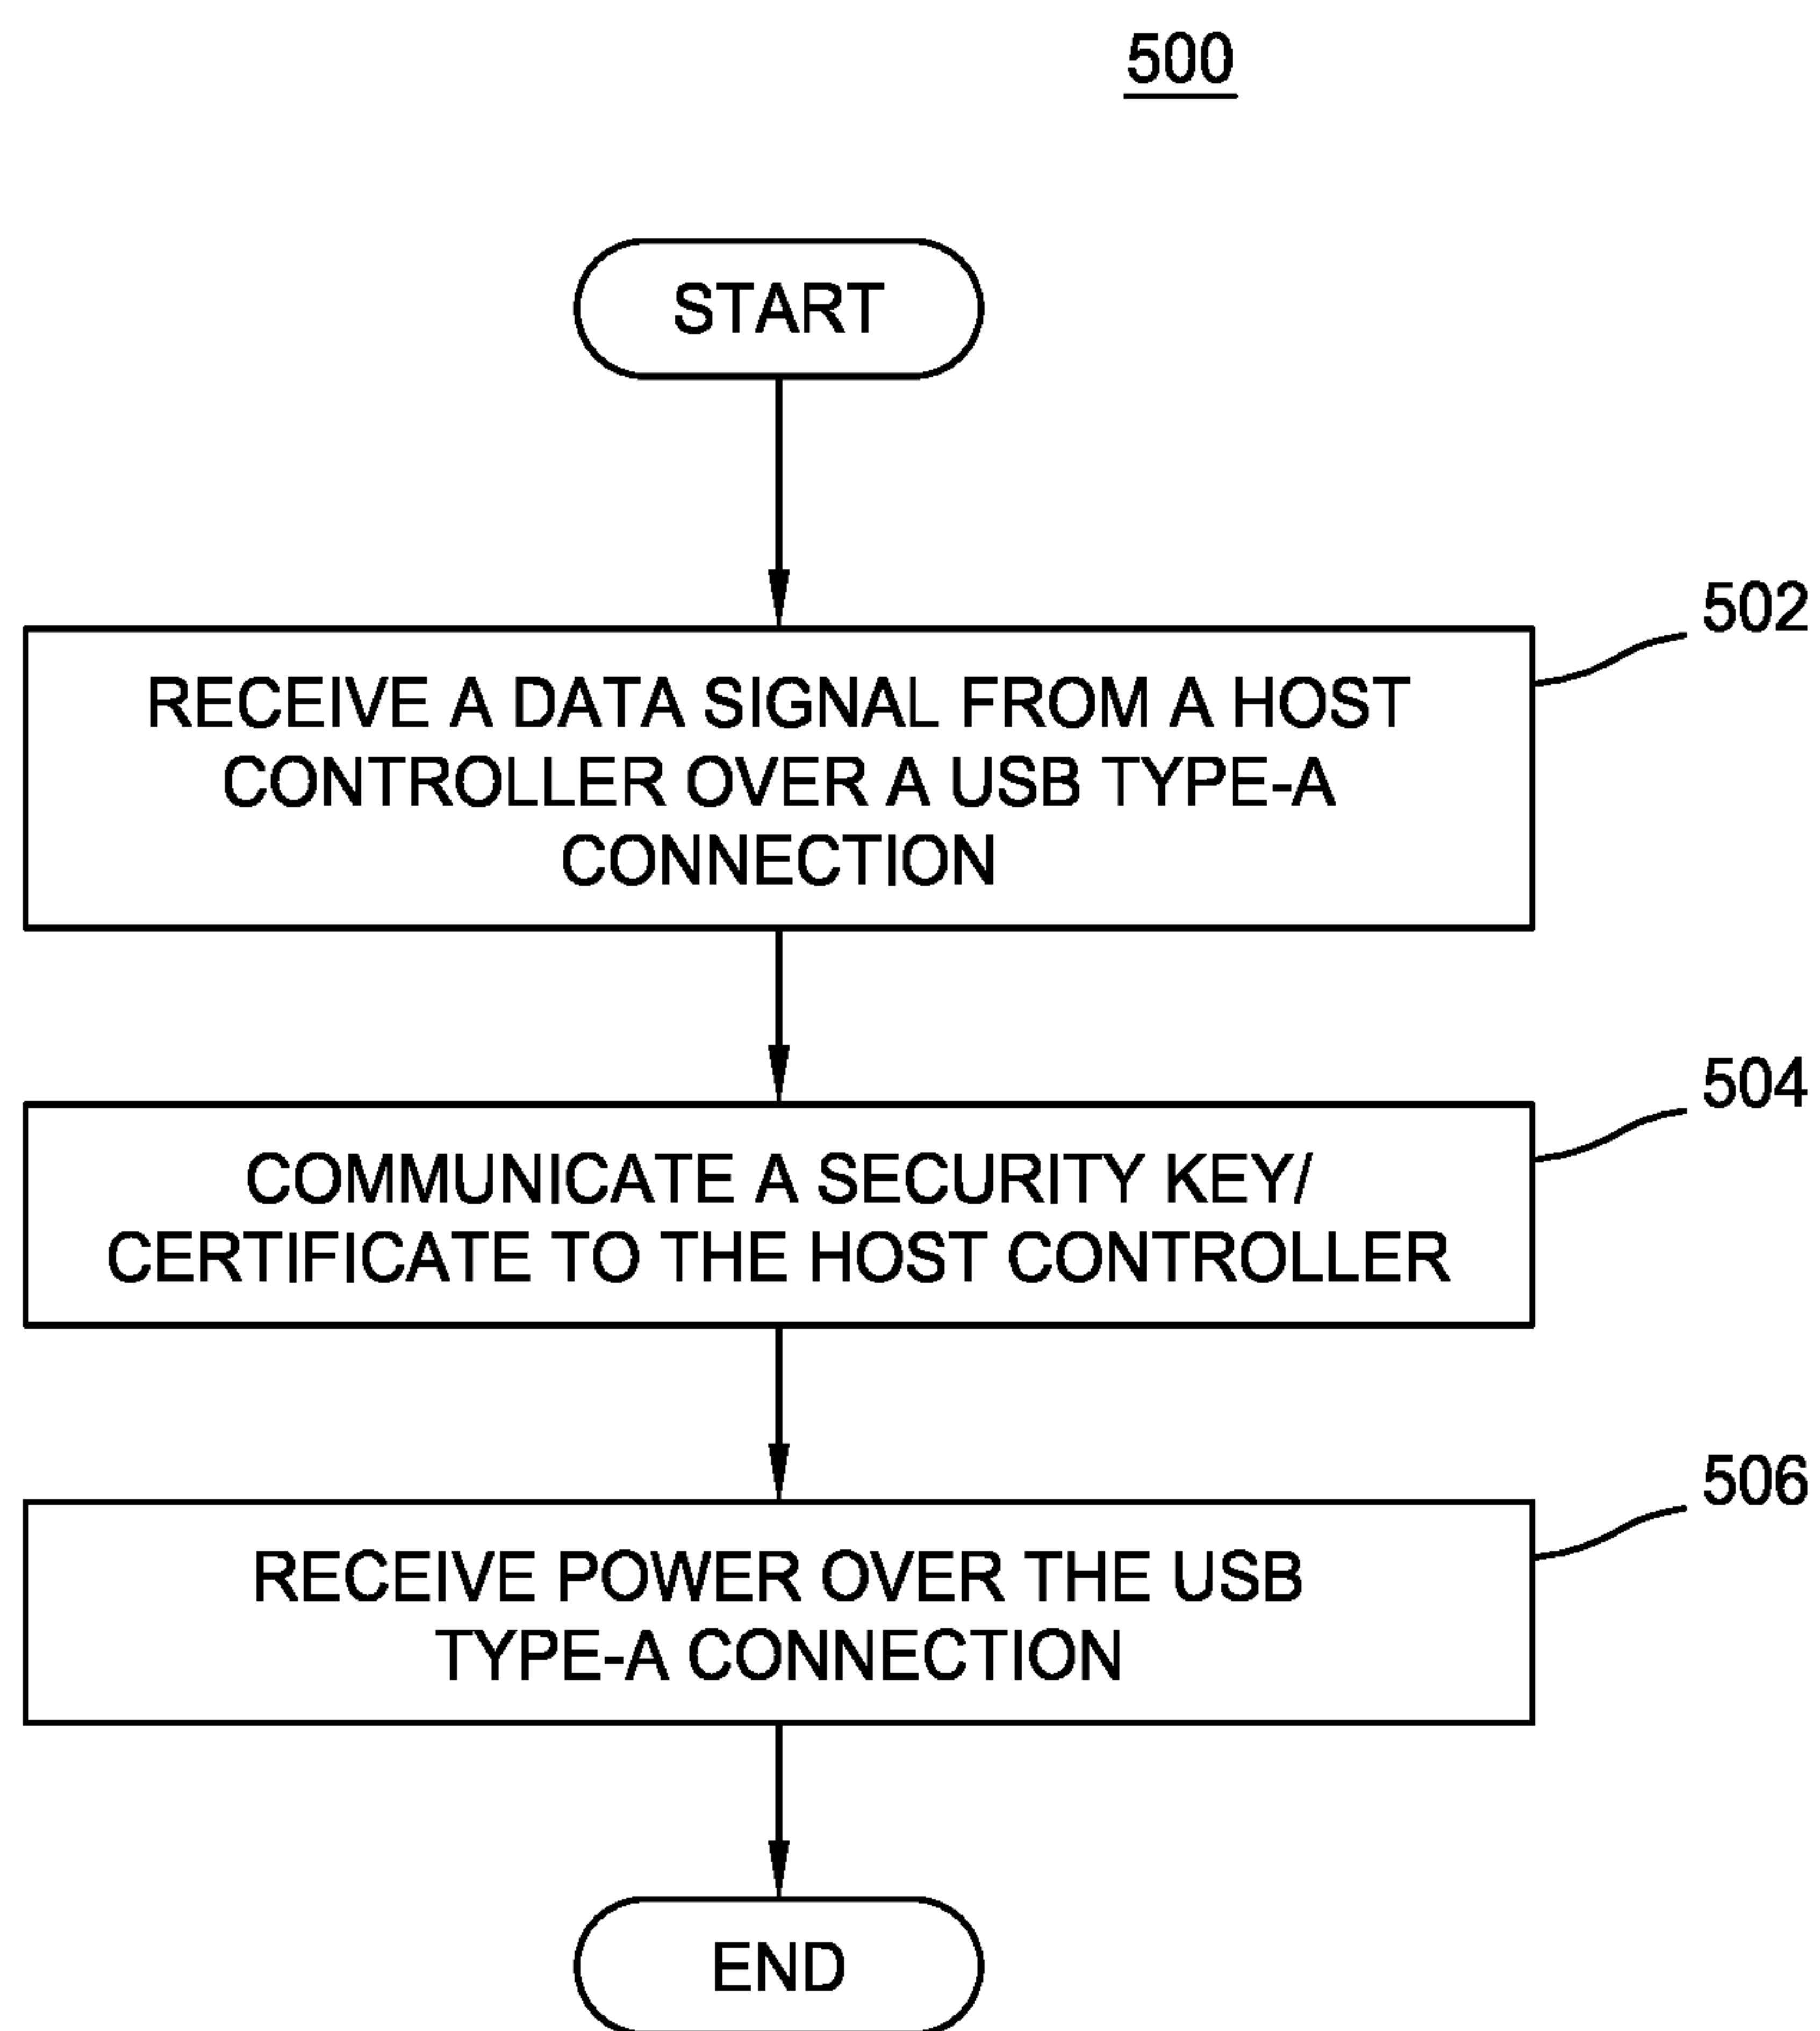 500
START
502
RECEIVE A DATA SIGNAL FROM A HOST
CONTROLLER OVER A USB TYPE-A
CONNECTION
504
COMMUNICATE A SECURITY KEY/
CERTIFICATE TO THE HOST CONTROLLER
506
RECEIVE POWER OVER THE USB
TYPE-A CONNECTION
END